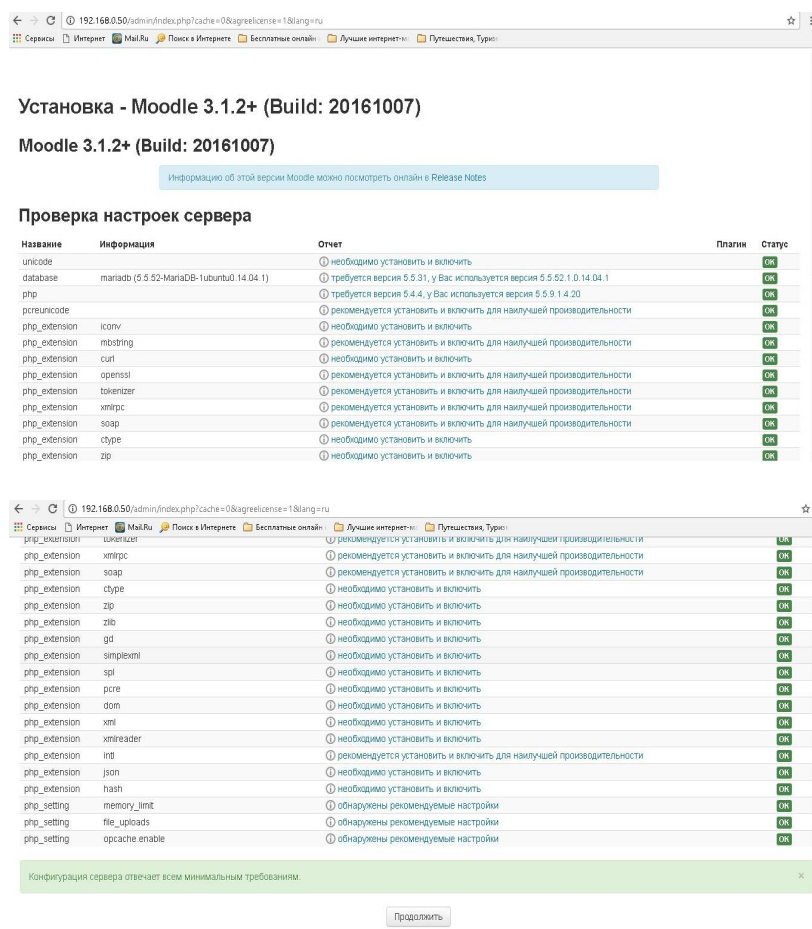 192.168.0.50/admin/index.php?cache=0&agreelicense=1&lang=ru
Сервисы Интернет Mail.Ru Поиск в Интернете Бесплатные онлайн Лучшие интернет-м Путешествия, Туриз
Установка - Moodle 3.1.2+ (Build: 20161007)
Moodle 3.1.2+ (Build: 20161007)
Информацию об этой версии Moodle можно посмотреть онлайн в Release Notes
Проверка настроек сервера
Название Информация Отчет Плагин Статус
unicode необходимо установить и включить OK
database mariadb (5.5.52-MariaDB-1ubuntu0.14.04.1) требуется версия 5.5.31, у Вас используется версия 5.5.52.1.0.14.04.1 OK
php требуется версия 5.4.4, у Вас используется версия 5.5.9.1.4.20 OK
pcreunicode рекомендуется установить и включить для наилучшей производительности OK
php_extension iconv необходимо установить и включить OK
php_extension mbstring рекомендуется установить и включить для наилучшей производительности OK
php_extension curl необходимо установить и включить OK
php_extension openssl рекомендуется установить и включить для наилучшей производительности OK
php_extension tokenizer рекомендуется установить и включить для наилучшей производительности OK
php_extension xmlrpc рекомендуется установить и включить для наилучшей производительности OK
php_extension soap рекомендуется установить и включить для наилучшей производительности OK
php_extension ctype необходимо установить и включить OK
php_extension zip необходимо установить и включить OK
192.168.0.50/admin/index.php?cache=0&agreelicense=1&lang=ru
Сервисы Интернет Mail.Ru Поиск в Интернете Бесплатные онлайн Лучшие интернет-м Путешествия, Туриз
php_extension tokenizer рекомендуется установить и включить для наилучшей производительности OK
php_extension xmlrpc рекомендуется установить и включить для наилучшей производительности OK
php_extension soap рекомендуется установить и включить для наилучшей производительности OK
php_extension ctype необходимо установить и включить OK
php_extension zip необходимо установить и включить OK
php_extension zlib необходимо установить и включить OK
php_extension gd необходимо установить и включить OK
php_extension simplexml необходимо установить и включить OK
php_extension spl необходимо установить и включить OK
php_extension pcre необходимо установить и включить OK
php_extension dom необходимо установить и включить OK
php_extension xml необходимо установить и включить OK
php_extension xmlreader необходимо установить и включить OK
php_extension intl рекомендуется установить и включить для наилучшей производительности OK
php_extension json необходимо установить и включить OK
php_extension hash необходимо установить и включить OK
php_setting memory_limit обнаружены рекомендуемые настройки OK
php_setting file_uploads обнаружены рекомендуемые настройки OK
php_setting opcache.enable обнаружены рекомендуемые настройки OK
Конфигурация сервера отвечает всем минимальным требованиям. ×
Продолжить